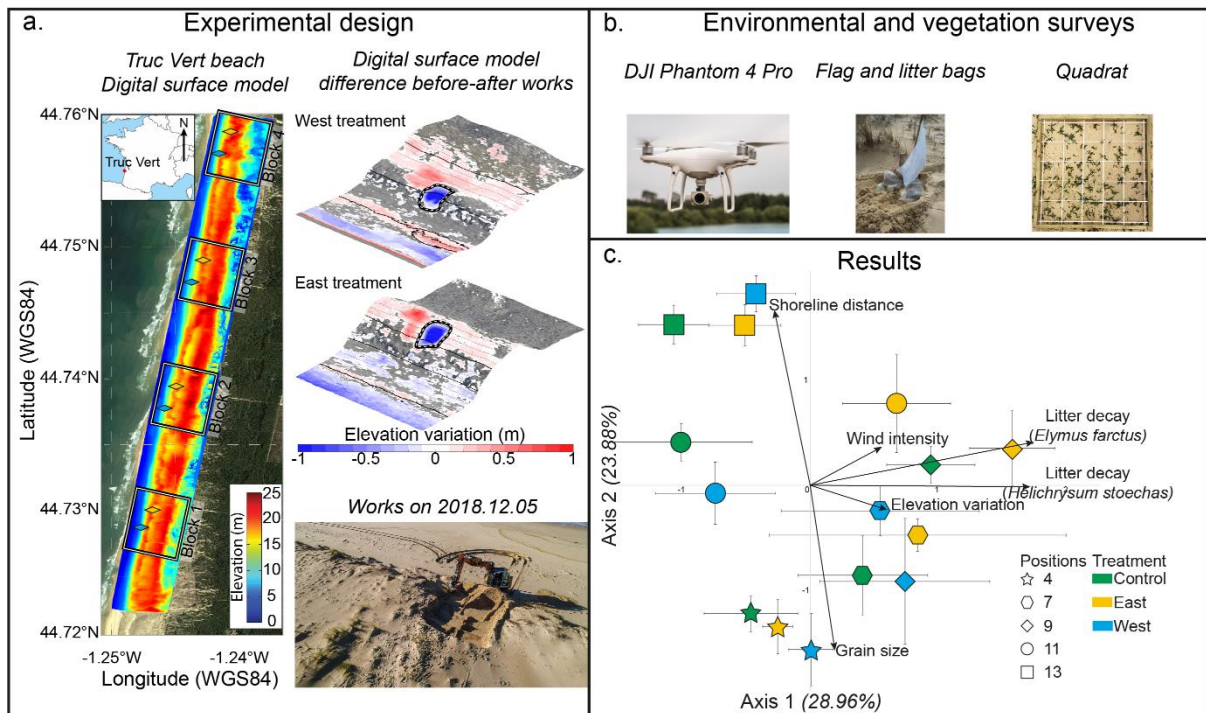 a.
Experimental design
Truc Vert beach
Digital surface model
Digital surface model
difference before-after works
44.76°N
44.75°N
44.74°N
44.73°N
44.72°N
Latitude (WGS84)
-1.25°W
-1.24°W
Longitude (WGS84)
N
Truc Vert
Block 4
Block 3
Block 2
Block 1
Elevation (m)
25
20
15
10
5
0
West treatment
East treatment
Elevation variation (m)
-1 -0.5 0 0.5 1
Works on 2018.12.05
b.
Environmental and vegetation surveys
DJI Phantom 4 Pro
Flag and litter bags
Quadrat
c.
Results
Shoreline distance
Wind intensity
Litter decay
(Elymus farctus)
Litter decay
(Helichrysum stoechas)
Elevation variation
Grain size
1
-1
0
1
2
-1
Axis 2 (23.88%)
Axis 1 (28.96%)
Positions
4
7
9
11
13
Treatment
Control
East
West